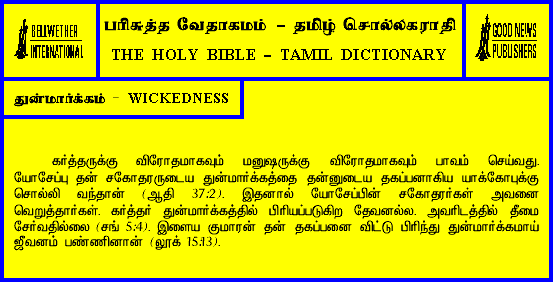 BELLWETHER
INTERNATIONAL
பரிசுத்த வேதாகமம் - தமிழ் சொல்லகராதி
THE HOLY BIBLE - TAMIL DICTIONARY
GOOD NEWS
PUBLISHERS
துன்மார்க்கம் - WICKEDNESS
கர்த்தருக்கு விரோதமாகவும் மனுஷருக்கு விரோதமாகவும் பாவம் செய்வது.
யோசேப்பு தன் சகோதரருடைய துன்மார்க்கத்தை தன்னுடைய தகப்பனாகிய யாக்கோபுக்கு
சொல்லி வந்தான் (ஆதி 37:2). இதனால் யோசேப்பின் சகோதரர்கள் அவனை
வெறுத்தார்கள். கர்த்தர் துன்மார்க்கத்தில் பிரியப்படுகிற தேவனல்ல. அவரிடத்தில் தீமை
சேர்வதில்லை (சங் 5:4). இளைய குமாரன் தன் தகப்பனை விட்டு பிரிந்து துன்மார்க்கமாய்
ஜீவனம் பண்ணினான் (லூக் 15:13).